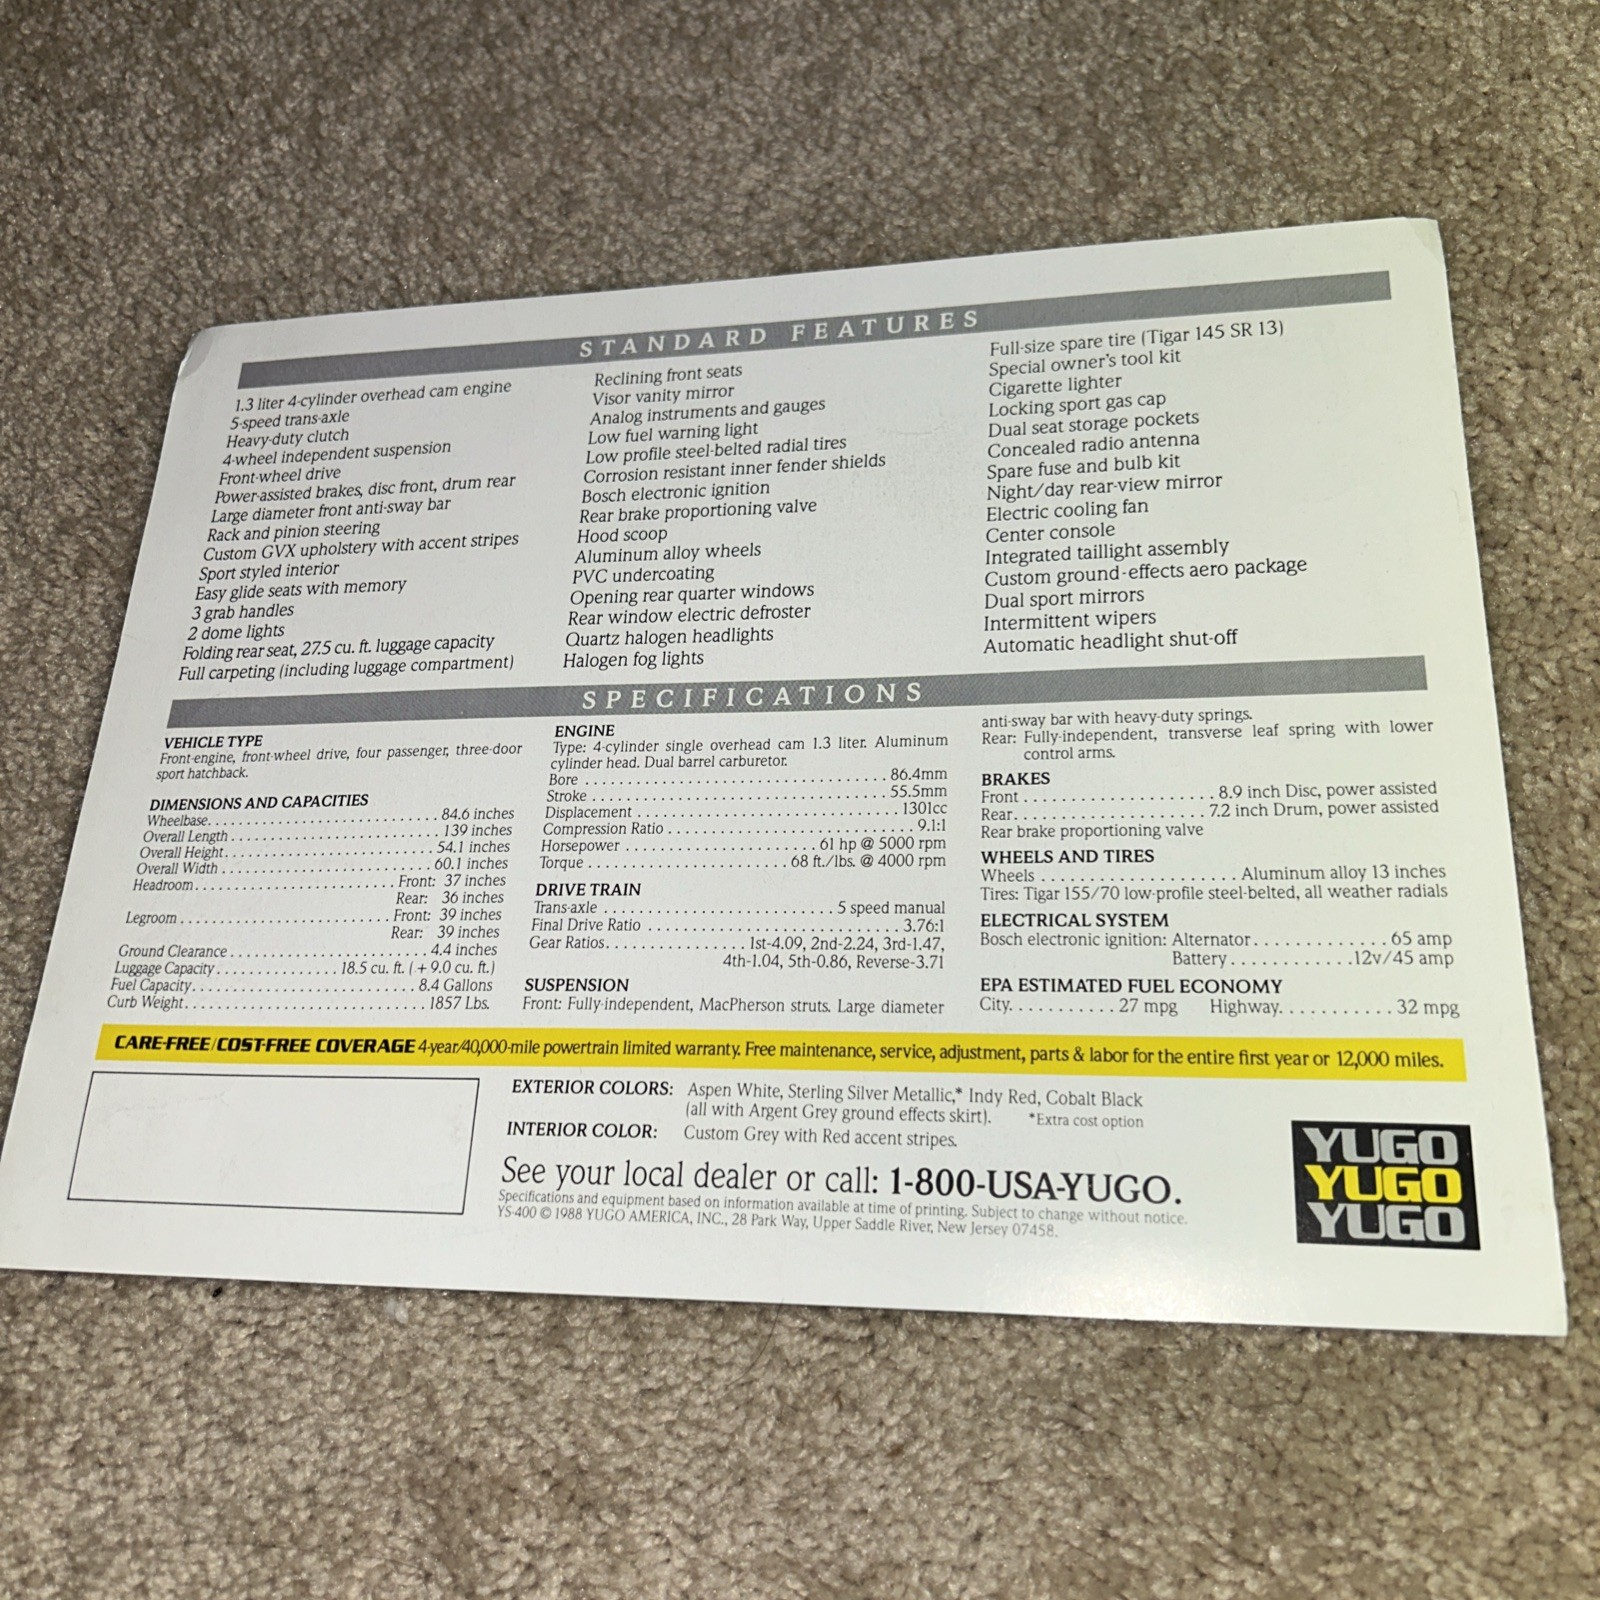 STANDARD FEATURES
1.3 liter 4-cylinder overhead cam engine
5-speed trans-axle
Heavy-duty clutch
4-wheel independent suspension
Front-wheel drive
Power-assisted brakes, disc front, drum rear
Large diameter front anti-sway bar
Rack and pinion steering
Custom GVX upholstery with accent stripes
Sport styled interior
Easy glide seats with memory
3 grab handles
2 dome lights
Folding rear seat, 27.5 cu. ft. luggage capacity
Full carpeting (including luggage compartment)
Reclining front seats
Visor vanity mirror
Analog instruments and gauges
Low fuel warning light
Low profile steel-belted radial tires
Corrosion resistant inner fender shields
Bosch electronic ignition
Rear brake proportioning valve
Hood scoop
Aluminum alloy wheels
PVC undercoating
Opening rear quarter windows
Rear window electric defroster
Quartz halogen headlights
Halogen fog lights
Full-size spare tire (Tigar 145 SR 13)
Special owner's tool kit
Cigarette lighter
Locking sport gas cap
Dual seat storage pockets
Concealed radio antenna
Spare fuse and bulb kit
Night/day rear-view mirror
Electric cooling fan
Center console
Integrated taillight assembly
Custom ground-effects aero package
Dual sport mirrors
Intermittent wipers
Automatic headlight shut-off
SPECIFICATIONS
VEHICLE TYPE
Front-engine, front-wheel drive, four passenger, three-door
sport hatchback.
DIMENSIONS AND CAPACITIES
Wheelbase. . . . . . . . . . 84.6 inches
Overall Length . . . . . . . . . . 139 inches
Overall Height. . . . . . . . . . 54.1 inches
Overall Width . . . . . . . . . . 60.1 inches
Headroom. . . . . . . . . . Front: 37 inches
Rear: 36 inches
Legroom . . . . . . . . . . Front: 39 inches
Rear: 39 inches
Ground Clearance . . . . . . . . . . 4.4 inches
Luggage Capacity . . . . . . . . . . 18.5 cu. ft. ( + 9.0 cu. ft.)
Fuel Capacity. . . . . . . . . . 8.4 Gallons
Curb Weight. . . . . . . . . . 1857 Lbs.
ENGINE
Type: 4-cylinder single overhead cam 1.3 liter. Aluminum
cylinder head. Dual barrel carburetor.
Bore . . . . . . . . . . 86.4mm
Stroke . . . . . . . . . . 55.5mm
Displacement . . . . . . . . . . 1301cc
Compression Ratio . . . . . . . . . . 9.1:1
Horsepower . . . . . . . . . . 61 hp @ 5000 rpm
Torque . . . . . . . . . . 68 ft./lbs. @ 4000 rpm
DRIVE TRAIN
Trans-axle . . . . . . . . . . 5 speed manual
Final Drive Ratio . . . . . . . . . . 3.76:1
Gear Ratios. . . . . . . . . . 1st-4.09, 2nd-2.24, 3rd-1.47,
4th-1.04, 5th-0.86, Reverse-3.71
SUSPENSION
Front: Fully-independent, MacPherson struts. Large diameter
anti-sway bar with heavy-duty springs.
Rear: Fully-independent, transverse leaf spring with lower
control arms.
BRAKES
Front . . . . . . . . . . 8.9 inch Disc, power assisted
Rear. . . . . . . . . . 7.2 inch Drum, power assisted
Rear brake proportioning valve
WHEELS AND TIRES
Wheels . . . . . . . . . . Aluminum alloy 13 inches
Tires: Tigar 155/70 low-profile steel-belted, all weather radials
ELECTRICAL SYSTEM
Bosch electronic ignition: Alternator. . . . . . . . . . 65 amp
Battery . . . . . . . . . . 12v/45 amp
EPA ESTIMATED FUEL ECONOMY
City. . . . . . . . . . 27 mpg Highway. . . . . . . . . . 32 mpg
CARE-FREE/COST-FREE COVERAGE 4-year/40,000-mile powertrain limited warranty. Free maintenance, service, adjustment, parts & labor for the entire first year or 12,000 miles.
EXTERIOR COLORS: Aspen White, Sterling Silver Metallic,* Indy Red, Cobalt Black
(all with Argent Grey ground effects skirt). *Extra cost option
INTERIOR COLOR: Custom Grey with Red accent stripes.
See your local dealer or call: 1-800-USA-YUGO.
Specifications and equipment based on information available at time of printing. Subject to change without notice.
YS-400 © 1988 YUGO AMERICA, INC., 28 Park Way, Upper Saddle River, New Jersey 07458.
YUGO
YUGO
YUGO